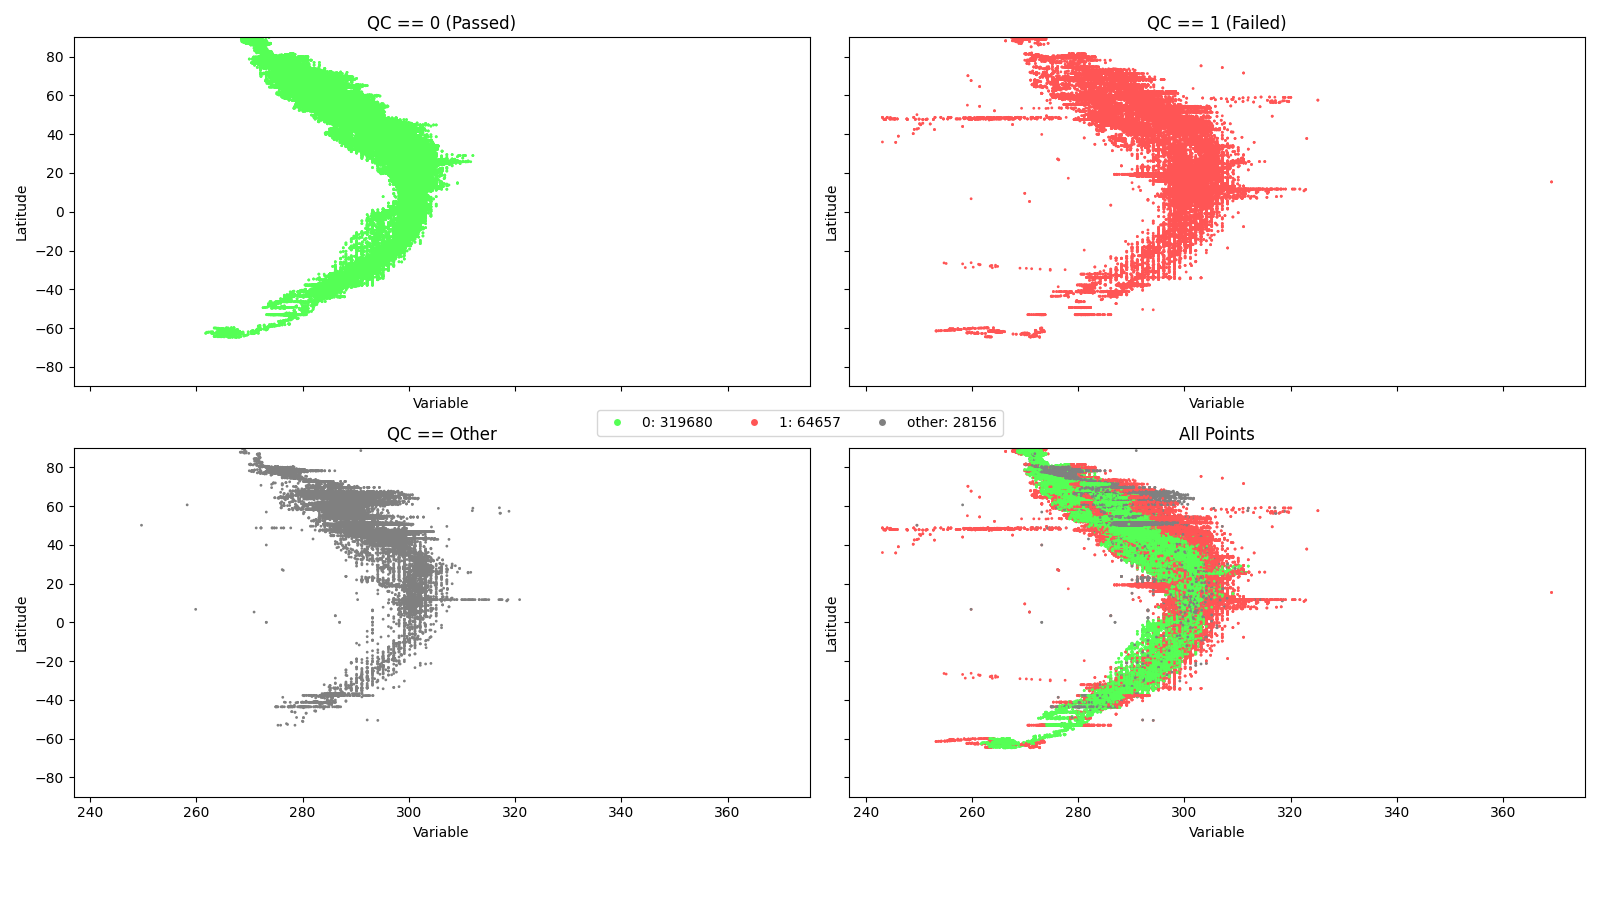 QC == 0 (Passed)
QC == 1 (Failed)
80
60
40
20
0
−20
−40
−60
−80
Latitude
Latitude
Variable
Variable
0: 319680 1: 64657 other: 28156
QC == Other
All Points
80
60
40
20
0
−20
−40
−60
−80
Latitude
Latitude
240 260 280 300 320 340 360
240 260 280 300 320 340 360
Variable
Variable